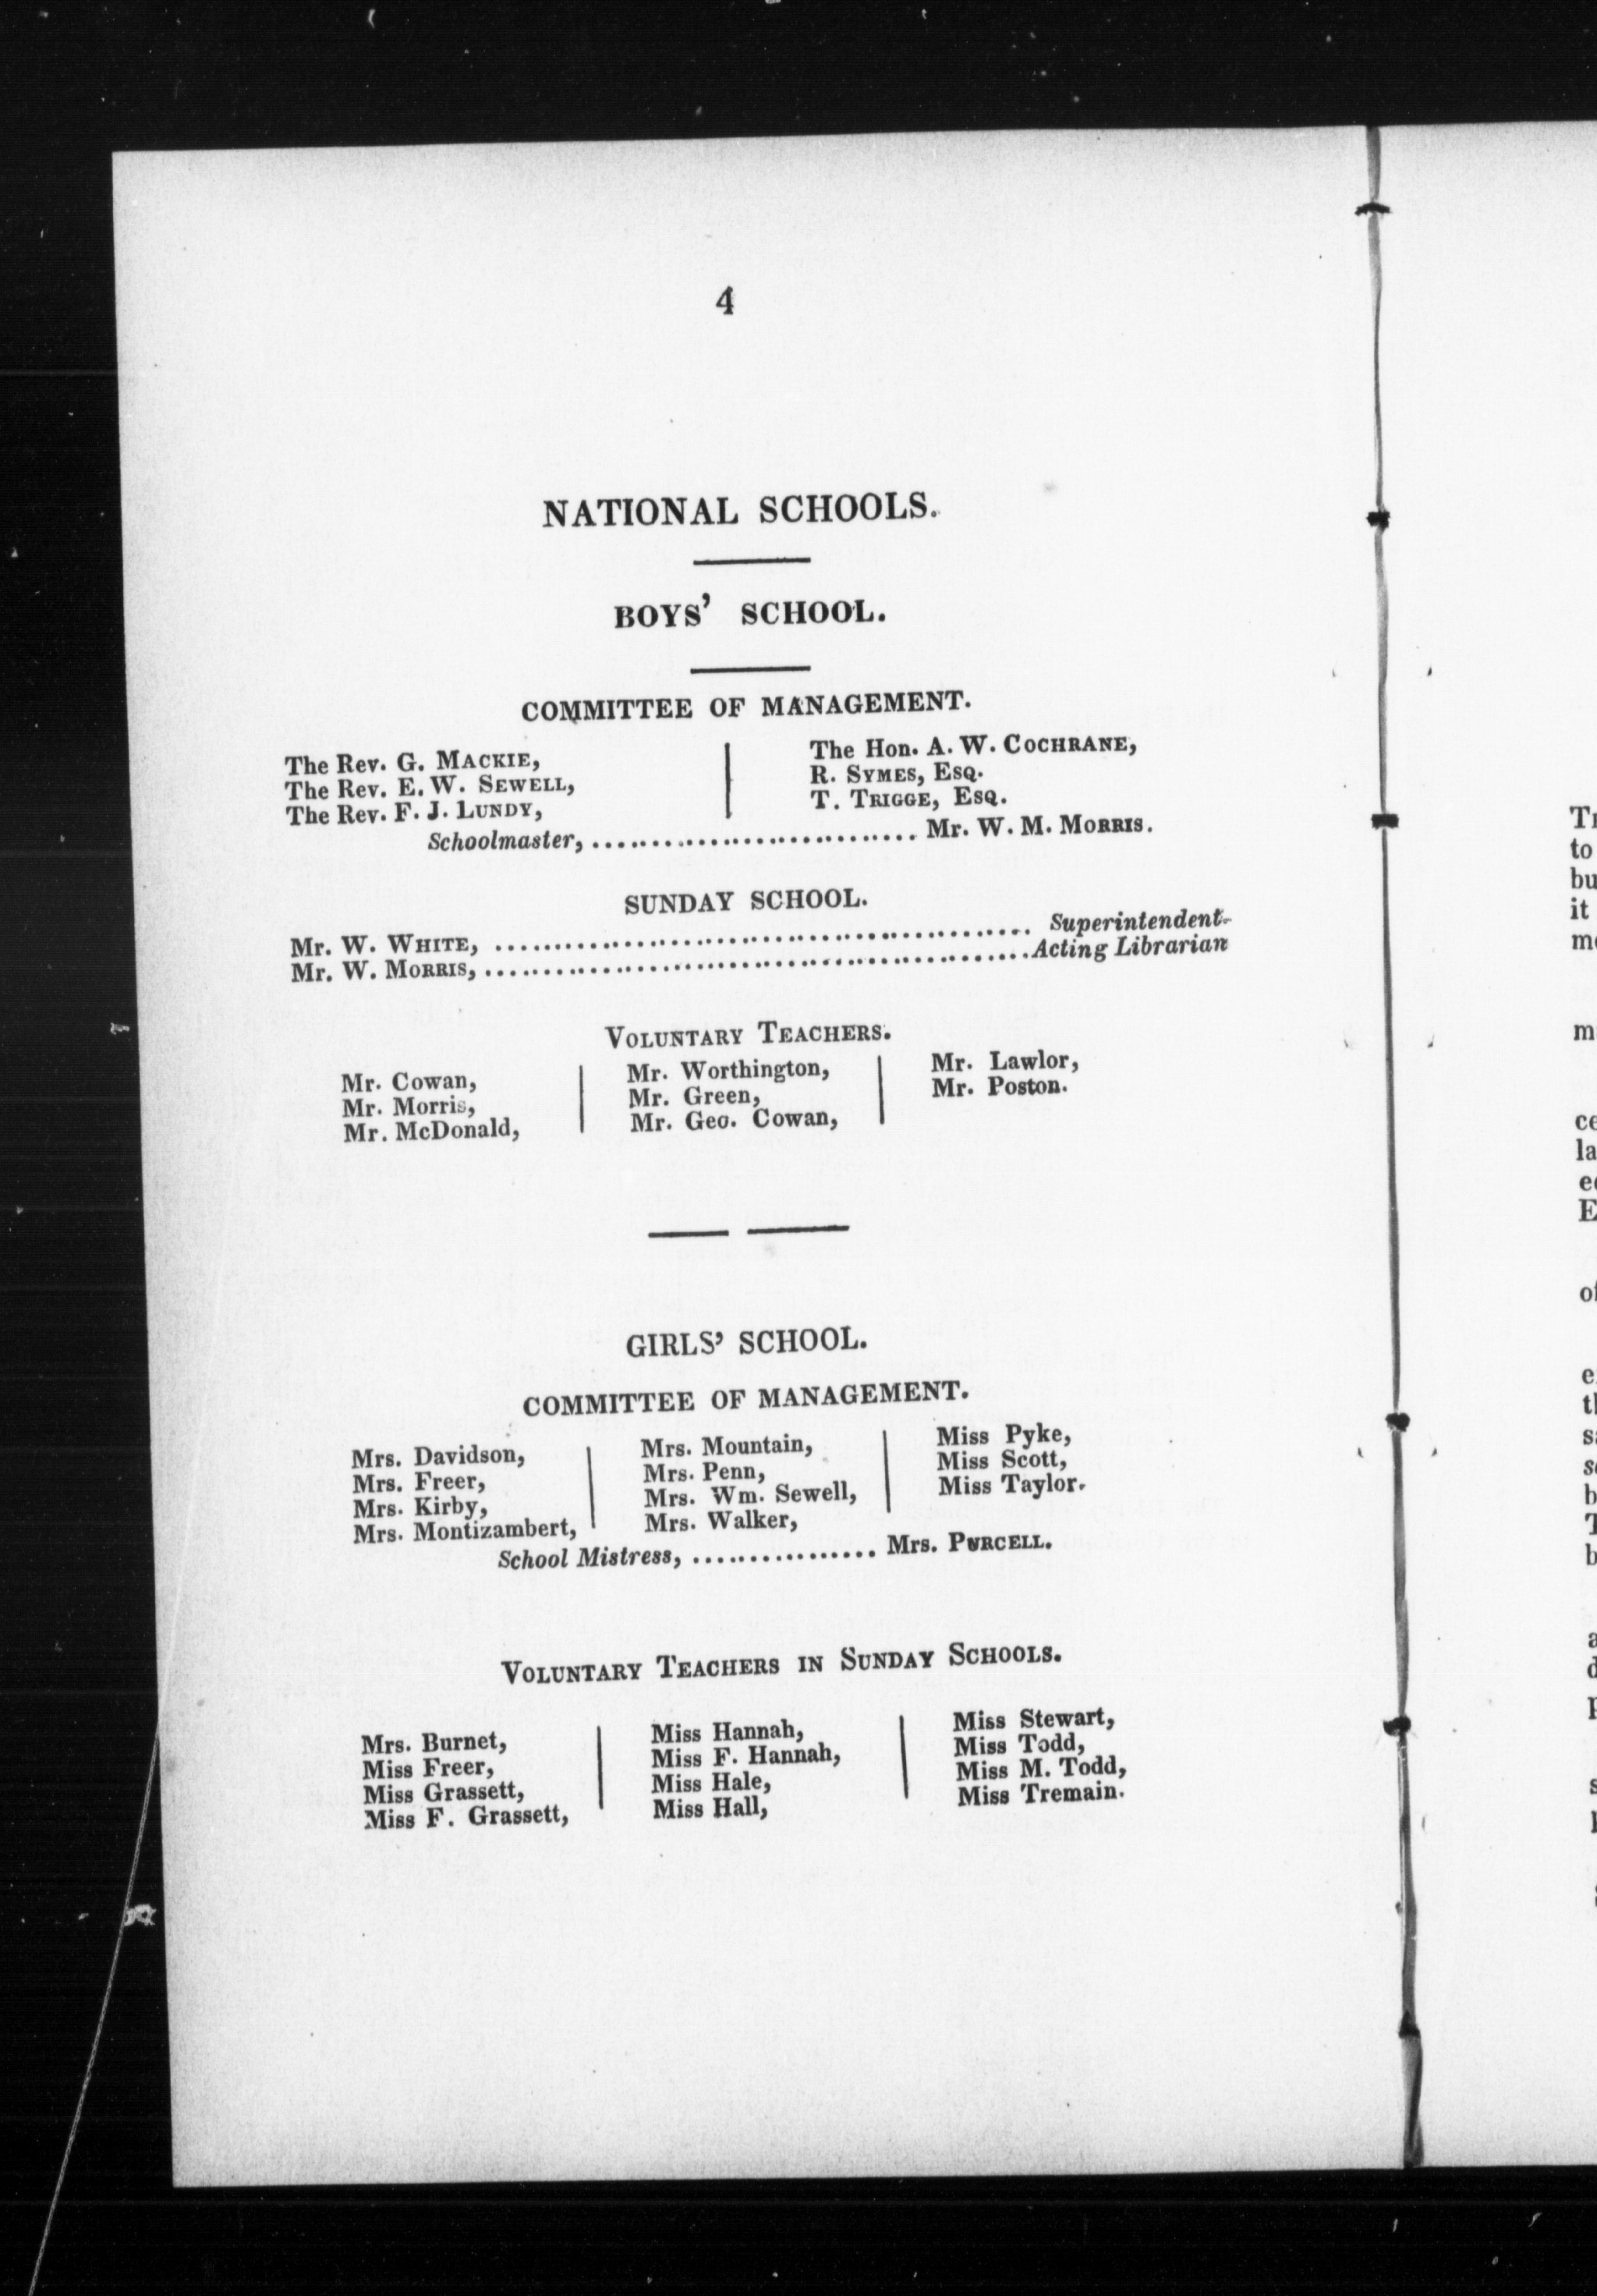 4
NATIONAL SCHOOLS.
BOYS' SCHOOL.
COMMITTEE OF MANAGEMENT.
The Rev. G. MACKIE,
The Rev. E. W. SEWELL,
The Rev. F. J. LUNDY,
The Hon. A. W. COCHRANE,
R. SYMES, ESQ.
T. TRIGGE, ESQ.
Schoolmaster, ............................ Mr. W. M. MORRIS.
SUNDAY SCHOOL.
Mr. W. WHITE, ............................................. Superintendent.
Mr. W. MORRIS, .............................................Acting Librarian
VOLUNTARY TEACHERS.
Mr. Cowan,
Mr. Morris,
Mr. McDonald,
Mr. Worthington,
Mr. Green,
Mr. Geo. Cowan,
Mr. Lawlor,
Mr. Poston.
GIRLS' SCHOOL.
COMMITTEE OF MANAGEMENT.
Mrs. Davidson,
Mrs. Freer,
Mrs. Kirby,
Mrs. Montizambert,
Mrs. Mountain,
Mrs. Penn,
Mrs. Wm. Sewell,
Mrs. Walker,
Miss Pyke,
Miss Scott,
Miss Taylor.
School Mistress, ................ Mrs. PURCELL.
VOLUNTARY TEACHERS IN SUNDAY SCHOOLS.
Mrs. Burnet,
Miss Freer,
Miss Grassett,
Miss F. Grassett,
Miss Hannah,
Miss F. Hannah,
Miss Hale,
Miss Hall,
Miss Stewart,
Miss Todd,
Miss M. Todd,
Miss Tremain.